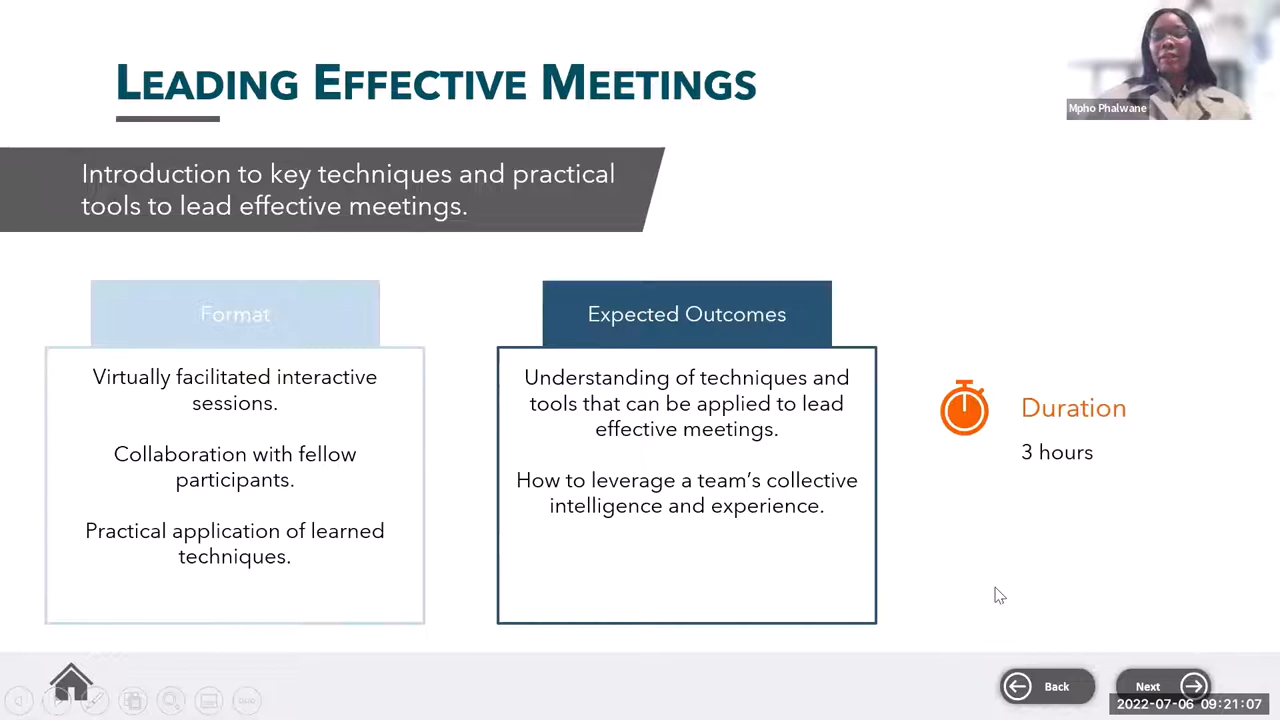 LEADING EFFECTIVE MEETINGS
Mpho Phalwane
Introduction to key techniques and practical
tools to lead effective meetings.
Format
Virtually facilitated interactive
sessions.
Collaboration with fellow
participants.
Practical application of learned
techniques.
Expected Outcomes
Understanding of techniques and
tools that can be applied to lead
effective meetings.
How to leverage a team’s collective
intelligence and experience.
Duration
3 hours
Back
Next
2022-07-06 09:21:07